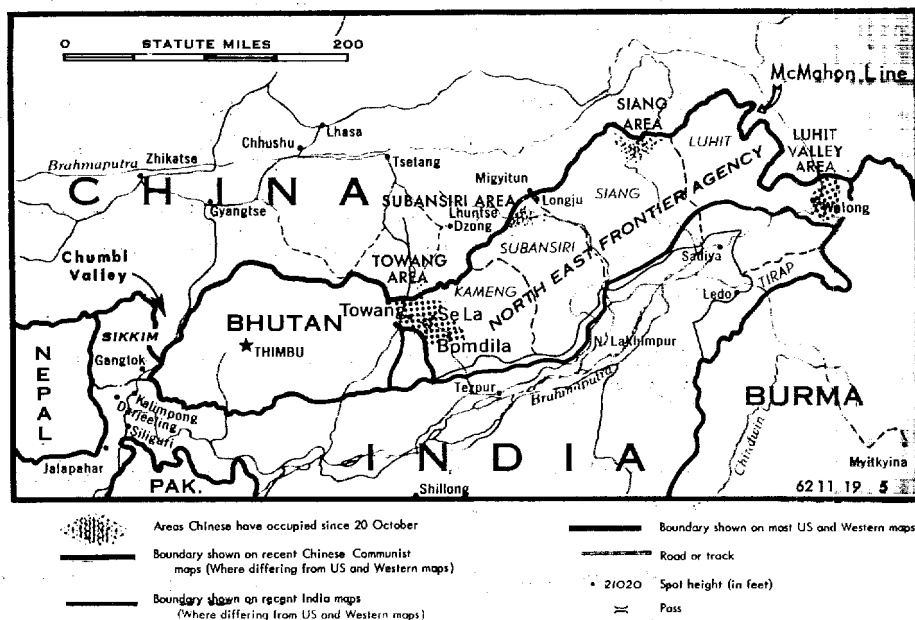 0 STATUTE MILES 200
McMahon Line
SIANG
AREA
LUHIT
LUHIT
VALLEY
AREA
Lhasa
Chhushu
Brahmaputra
Zhikatse
Tsetang
CHINA
Migyitun
SIANG
SUBANSIRI AREA
Longju
Gyangtse
Lhuntse
Dzong
Walong
NORTH EAST FRONTIER AGENCY
SUBANSIRI
Chumbi
Valley
TOWANG
AREA
Sadiya
TIRAP
KAMENG
Ledo
Towang
Se La
BHUTAN
SIKKIM
THIMBU
Bomdila
N. Lakhimpur
NEPAL
Gangtok
Tezpur
Brahmaputra
BURMA
Kalimpong
Darjeeling
Siliguri
Chindwin
INDIA
Jalapahar
Myitkyina
PAK.
Shillong
62 11 19 5
Areas Chinese have occupied since 20 October
Boundary shown on most US and Western maps
Boundary shown on recent Chinese Communist
maps (Where differing from US and Western maps)
Road or track
21020 Spot height (in feet)
Boundary shown on recent India maps
(Where differing from US and Western maps)
Pass